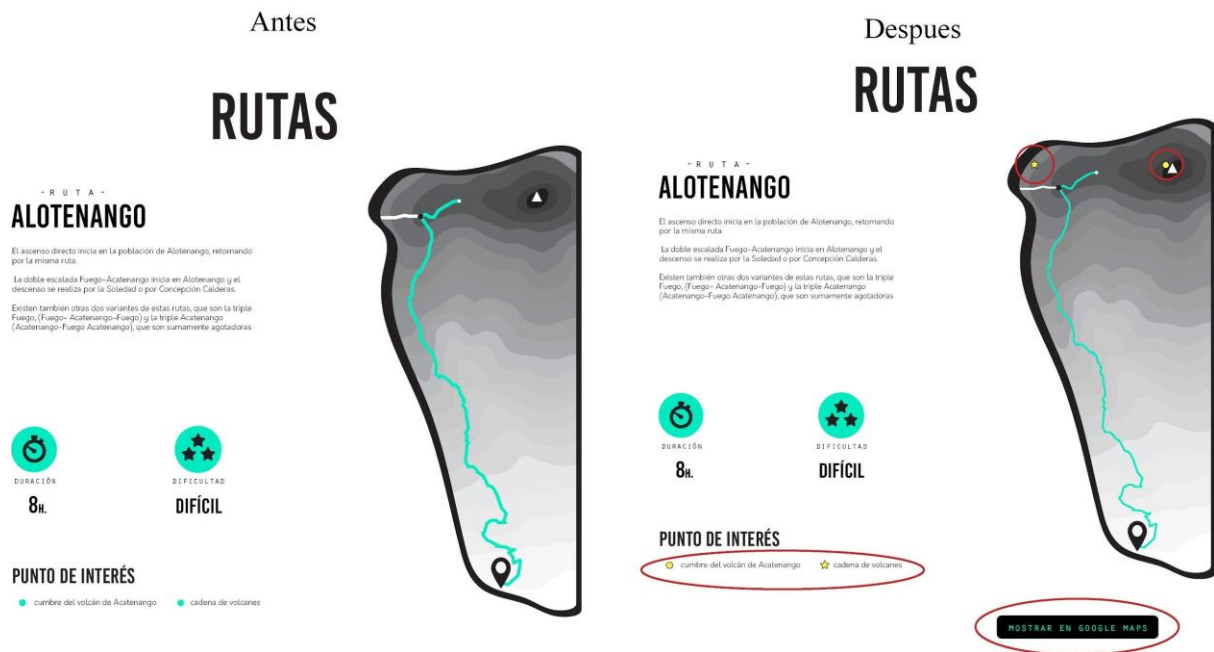 Antes
RUTAS
-RUTA-
ALOTENANGO
El ascenso directo inicia en la población de Alotenango, retornando
por la misma ruta.
La doble escalada Fuego-Acatenango inicia en Alotenango y el
descenso se realiza por la Soledad o por Concepción Calderas.
Existen también otras dos variantes de estas rutas, que son la triple
Fuego, (Fuego- Acatenango-Fuego) y la triple Acatenango
(Acatenango-Fuego Acatenango), que son sumamente agotadoras
DURACIÓN
8H.
DIFICULTAD
DIFÍCIL
PUNTO DE INTERÉS
cumbre del volcán de Acatenango
cadena de volcanes
Despues
RUTAS
-RUTA-
ALOTENANGO
El ascenso directo inicia en la población de Alotenango, retornando
por la misma ruta.
La doble escalada Fuego-Acatenango inicia en Alotenango y el
descenso se realiza por la Soledad o por Concepción Calderas.
Existen también otras dos variantes de estas rutas, que son la triple
Fuego, (Fuego- Acatenango-Fuego) y la triple Acatenango
(Acatenango-Fuego Acatenango), que son sumamente agotadoras
DURACIÓN
8H.
DIFICULTAD
DIFÍCIL
PUNTO DE INTERÉS
cumbre del volcán de Acatenango
cadena de volcanes
MOSTRAR EN GOOGLE MAPS